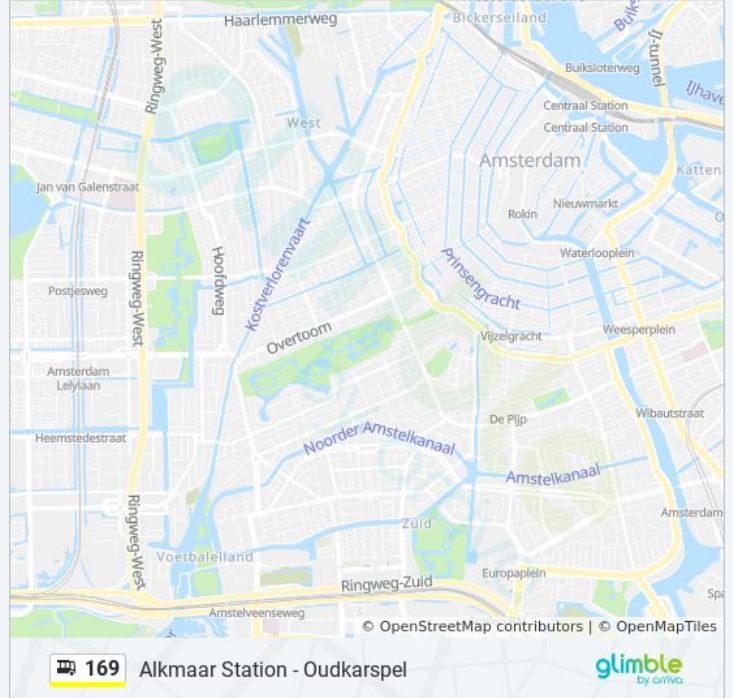 Haarlemmerweg
Bickerseiland
Buiks
IJ-tunnel
Ringweg-West
Buiksloterweg
IJhave
Centraal Station
West
Centraal Station
Amsterdam
Katten
Jan van Galenstraat
Nieuwmarkt
Rokin
Kostverlorenvaart
Hoofdweg
Waterlooplein
Prinsengracht
Ringweg-West
Postjesweg
Overtoom
Vijzelgracht
Weesperplein
Amsterdam
Lelylaan
De Pijp
Wibautstraat
Heemstedestraat
Noorder Amstelkanaal
Amstelkanaal
Ringweg-West
Amsterdam
Zuid
Voetbaleiland
Europaplein
Ringweg-Zuid
Spa
Amstelveenseweg
© OpenStreetMap contributors | © OpenMapTiles
169 Alkmaar Station - Oudkarspel
glimble
by arriva